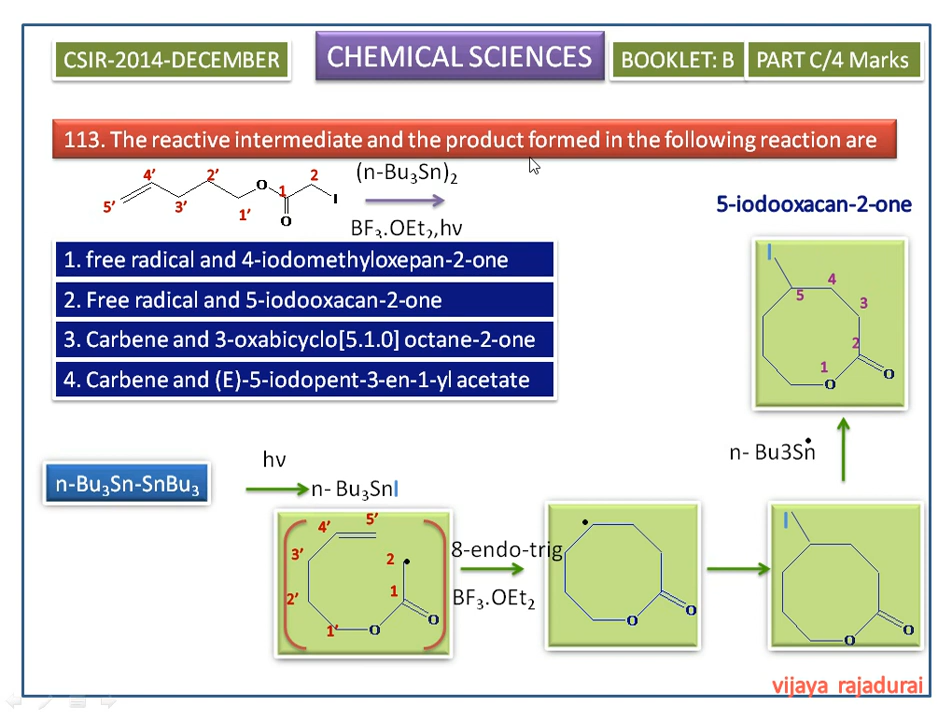 CSIR-2014-DECEMBER
CHEMICAL SCIENCES
BOOKLET: B
PART C/4 Marks
113. The reactive intermediate and the product formed in the following reaction are
4’
2’
O
1
2
I
5’
3’
1’
O
(n-Bu₃Sn)₂
BF₃.OEt₂,hν
5-iodooxacan-2-one
1. free radical and 4-iodomethyloxepan-2-one
2. Free radical and 5-iodooxacan-2-one
3. Carbene and 3-oxabicyclo[5.1.0] octane-2-one
4. Carbene and (E)-5-iodopent-3-en-1-yl acetate
I
4
5
3
2
1
O
O
n-Bu₃Sn-SnBu₃
hν
n- Bu₃SnI
n- Bu3Sn•
4’
5’
3’
2
•
1
2’
1’
O
O
8-endo-trig
BF₃.OEt₂
•
O
O
I
O
O
vijaya rajadurai